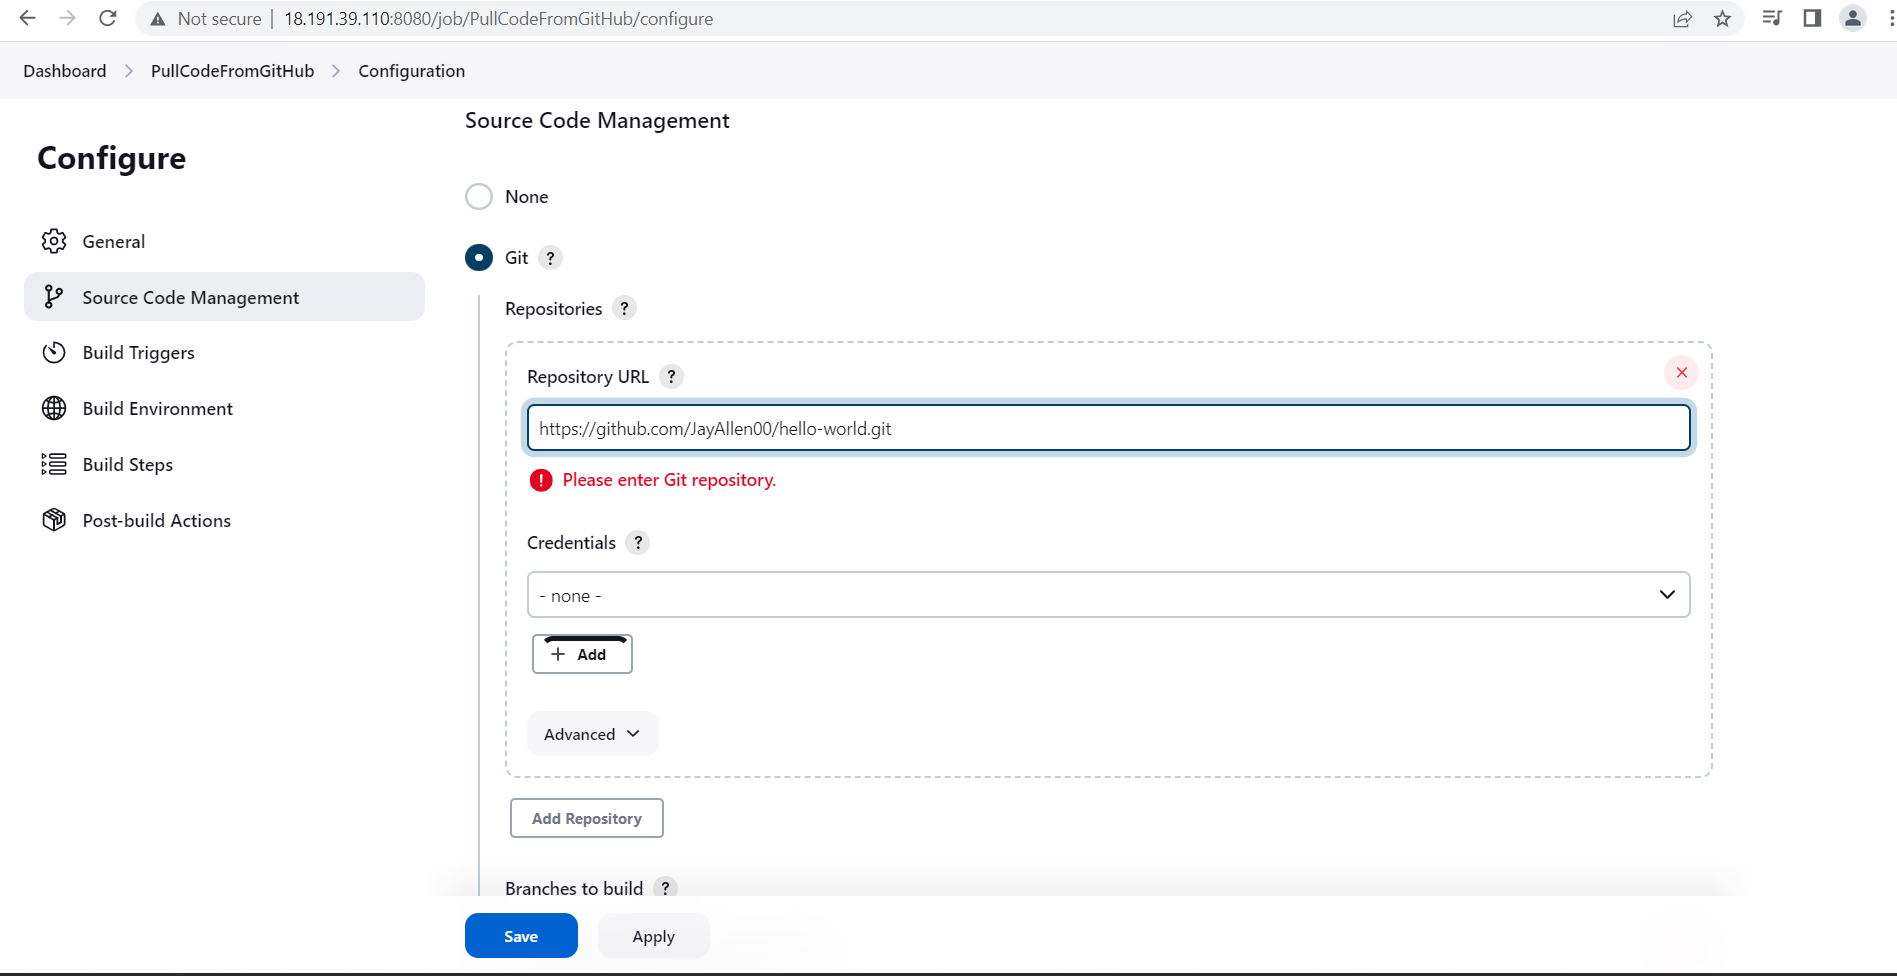 Not secure | 18.191.39.110:8080/job/PullCodeFromGitHub/configure
Dashboard > PullCodeFromGitHub > Configuration
Configure
General
Source Code Management
Build Triggers
Build Environment
Build Steps
Post-build Actions
Source Code Management
None
Git ?
Repositories ?
Repository URL ?
https://github.com/JayAllen00/hello-world.git
Please enter Git repository.
Credentials ?
- none -
+ Add
Advanced
Add Repository
Branches to build ?
Save
Apply